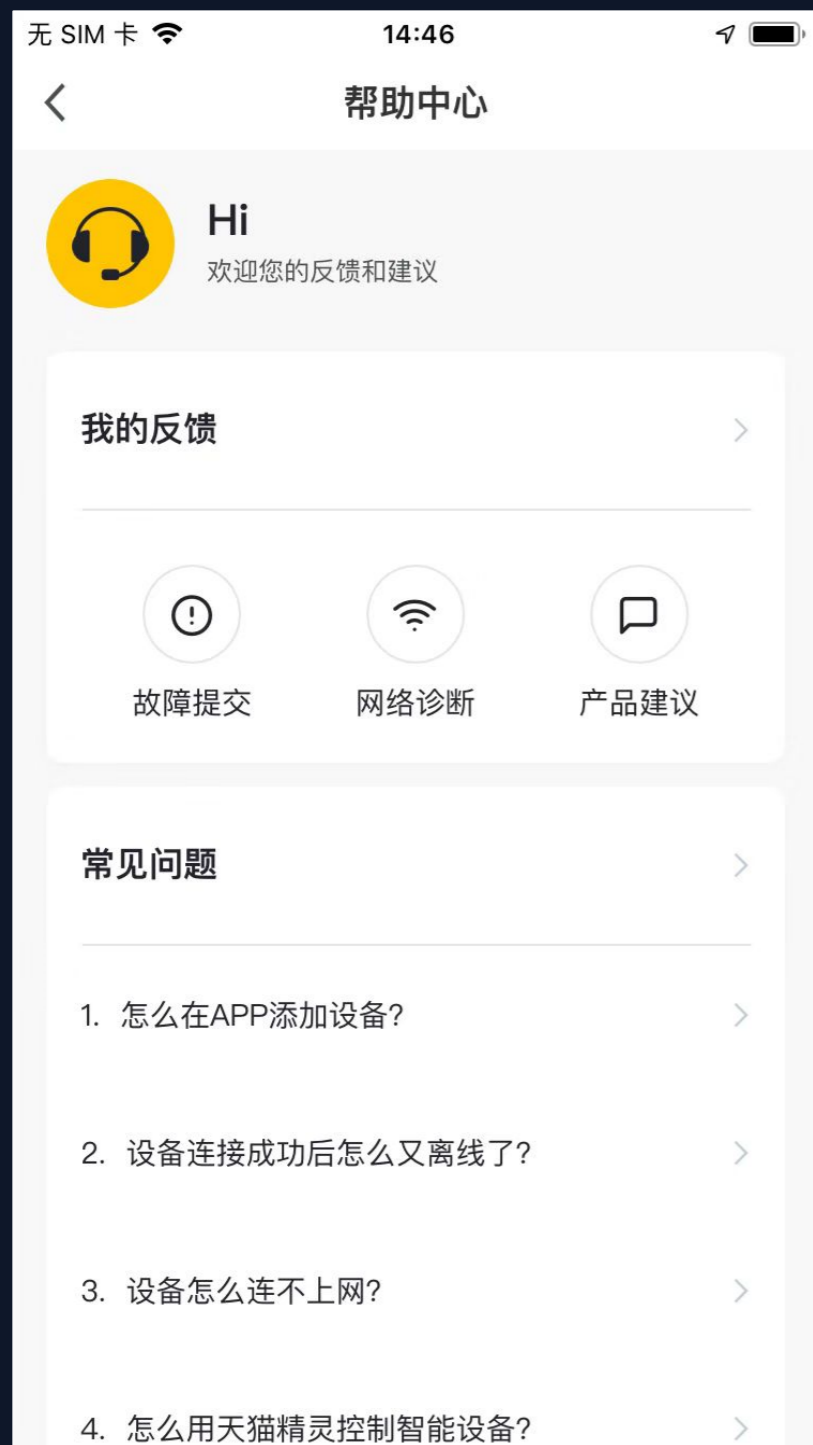 无 SIM 卡
14:46
帮助中心
Hi
欢迎您的反馈和建议
我的反馈
故障提交 网络诊断 产品建议
常见问题
1. 怎么在APP添加设备?
2. 设备连接成功后怎么又离线了?
3. 设备怎么连不上网?
4. 怎么用天猫精灵控制智能设备?